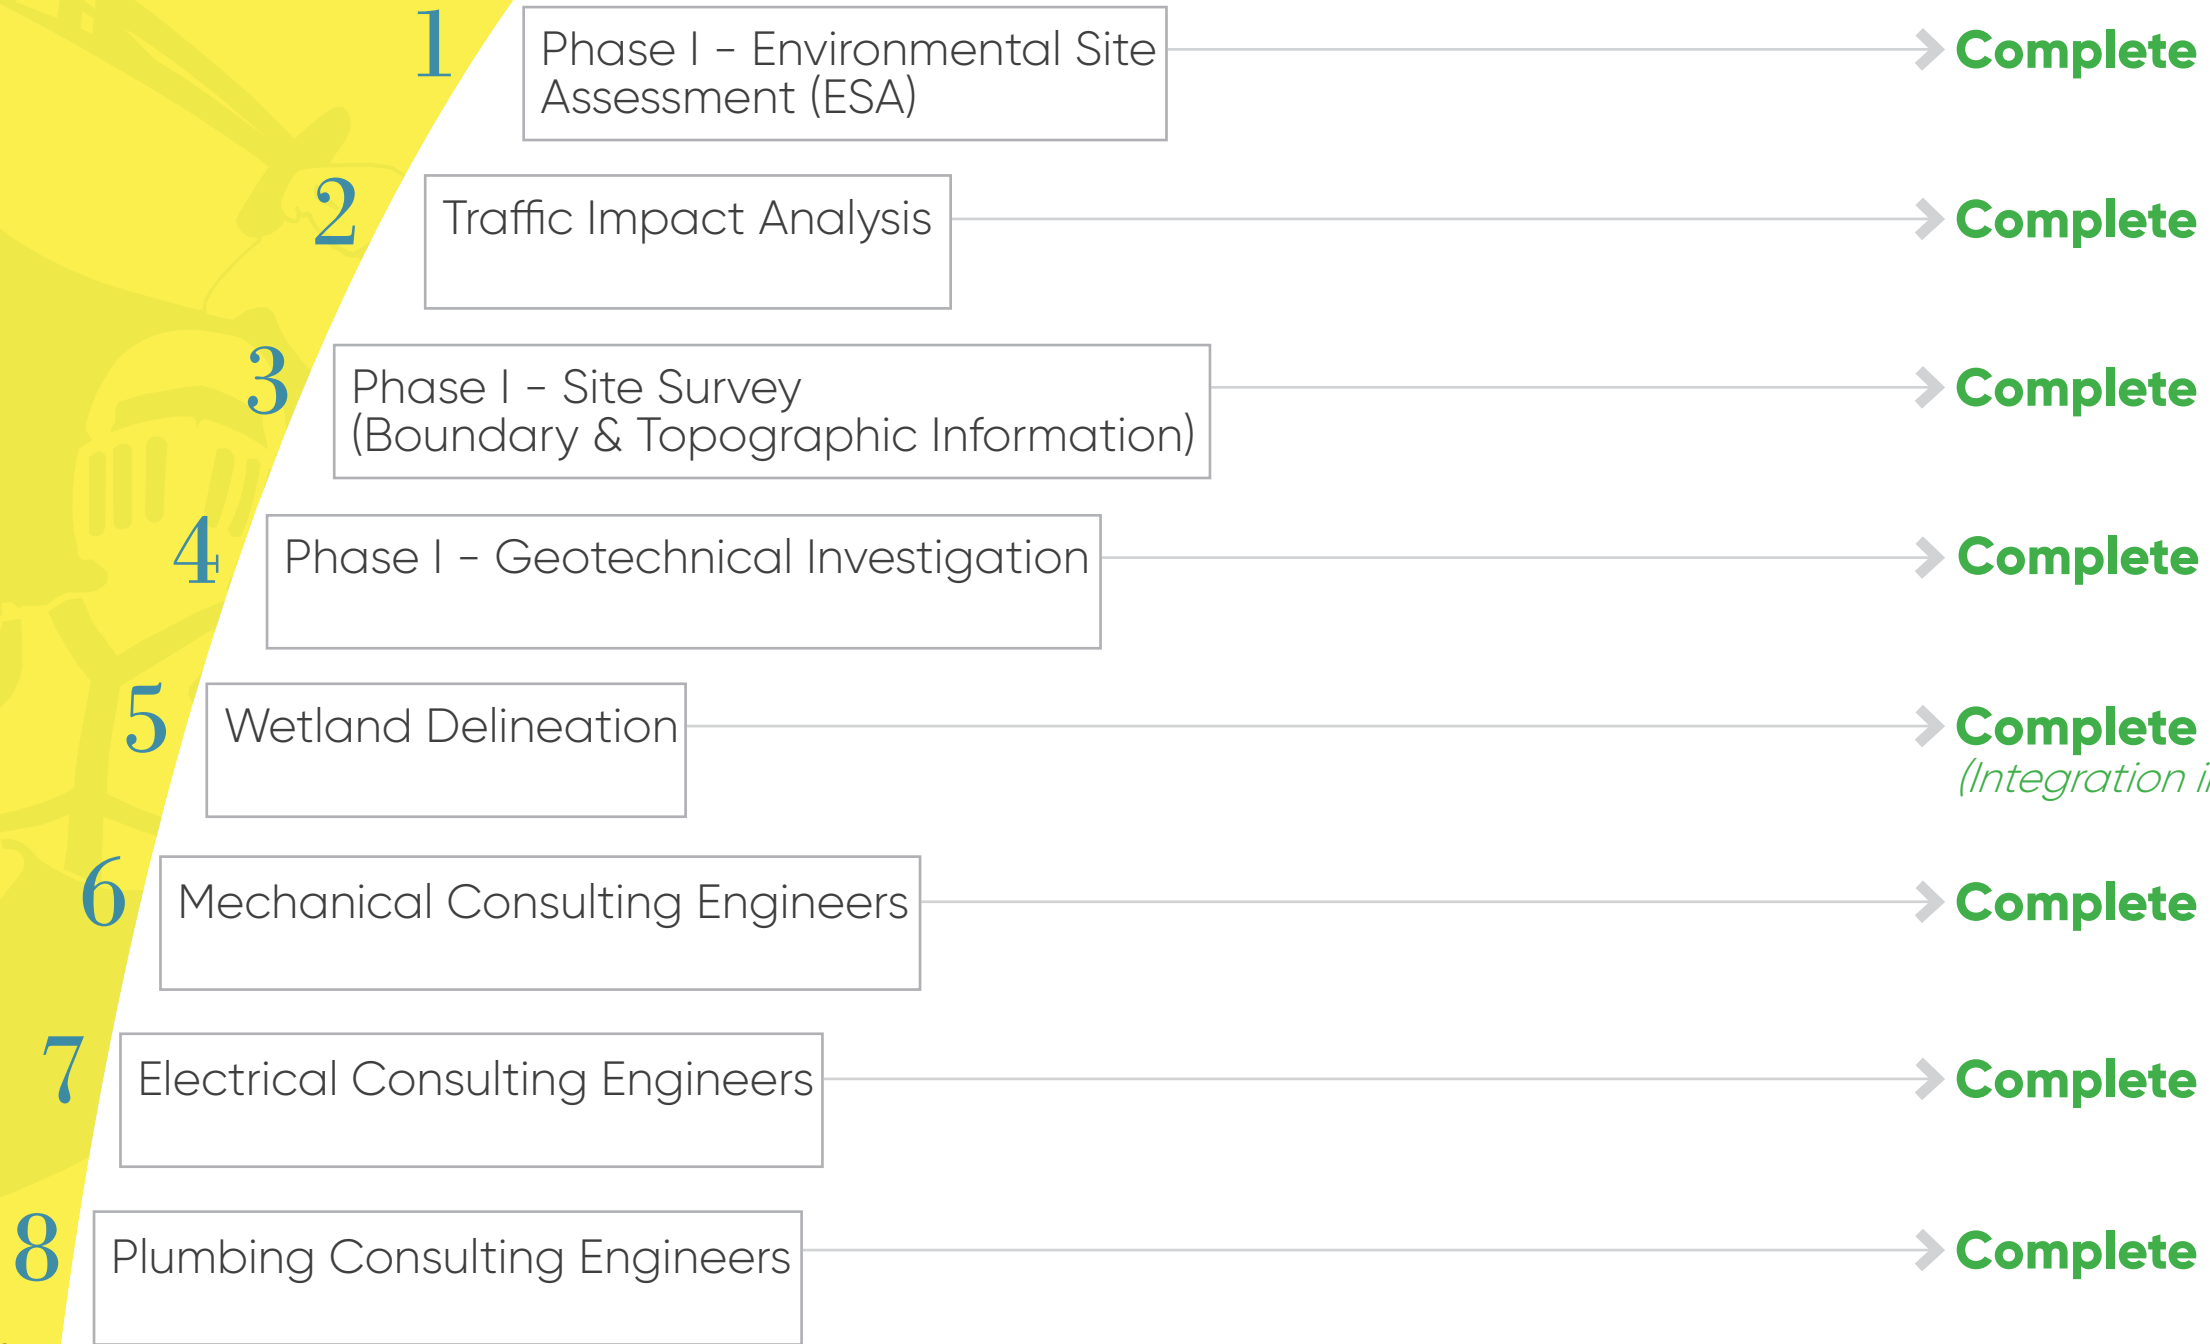 1
Phase I - Environmental Site
Assessment (ESA)
Complete
2
Traffic Impact Analysis
Complete
3
Phase I - Site Survey
(Boundary & Topographic Information)
Complete
4
Phase I - Geotechnical Investigation
Complete
5
Wetland Delineation
Complete
(Integration
6
Mechanical Consulting Engineers
Complete
7
Electrical Consulting Engineers
Complete
8
Plumbing Consulting Engineers
Complete